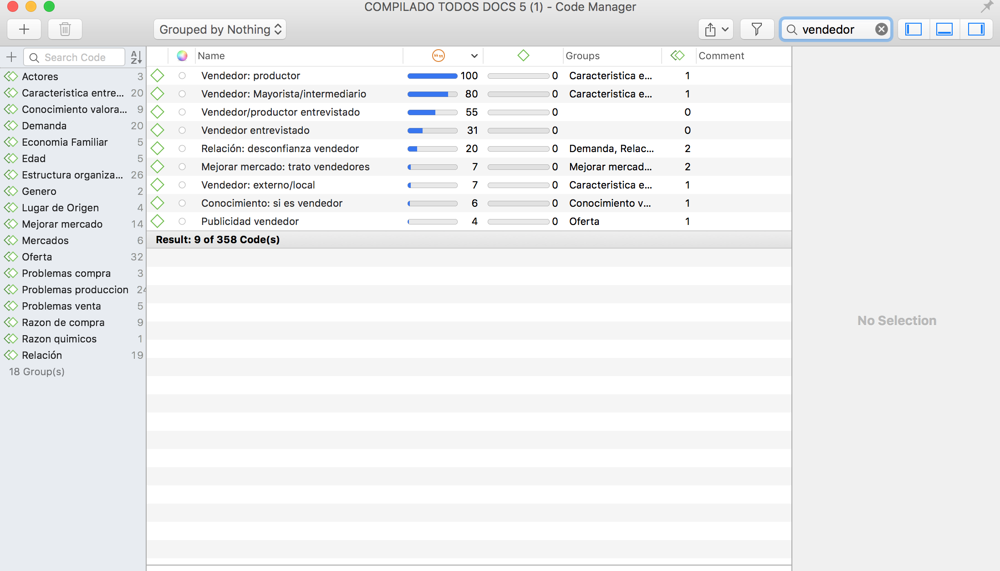 COMPILADO TODOS DOCS 5 (1) - Code Manager
Grouped by Nothing
vendedor
Search Code
Name
Groups
Comment
Actores 3
Caracteristica entre... 20
Conocimiento valora... 9
Demanda 20
Economia Familiar 5
Edad 5
Estructura organiza... 26
Genero 2
Lugar de Origen 4
Mejorar mercado 14
Mercados 6
Oferta 32
Problemas compra 3
Problemas produccion 24
Problemas venta 5
Razon de compra 9
Razon quimicos 1
Relación 19
18 Group(s)
Vendedor: productor 100 0 Caracteristica e... 1
Vendedor: Mayorista/intermediario 80 0 Caracteristica e... 1
Vendedor/productor entrevistado 55 0 0
Vendedor entrevistado 31 0 0
Relación: desconfianza vendedor 20 0 Demanda, Relac... 2
Mejorar mercado: trato vendedores 7 0 Mejorar mercad... 2
Vendedor: externo/local 7 0 Caracteristica e... 1
Conocimiento: si es vendedor 6 0 Conocimiento v... 1
Publicidad vendedor 4 0 Oferta 1
Result: 9 of 358 Code(s)
No Selection